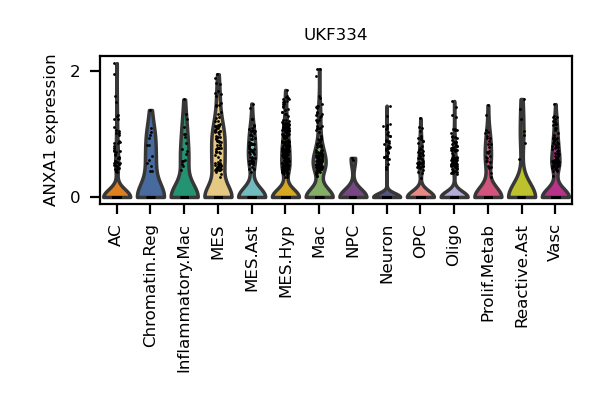 UKF334
ANXA1 expression
2
0
AC
Chromatin.Reg
Inflammatory.Mac
MES
MES.Ast
MES.Hyp
Mac
NPC
Neuron
OPC
Oligo
Prolif.Metab
Reactive.Ast
Vasc